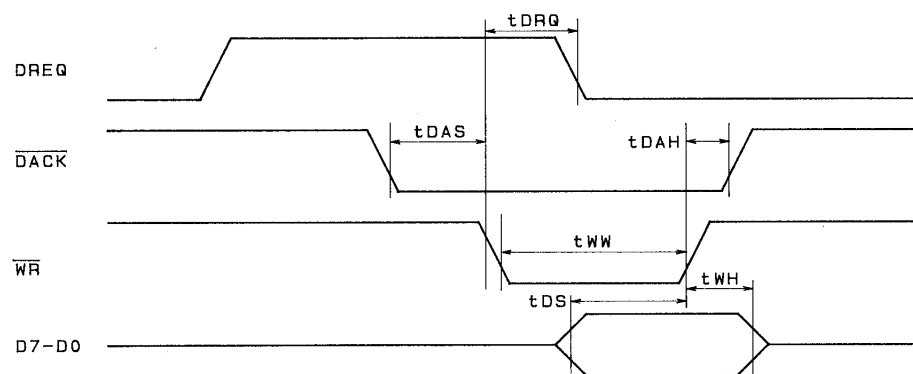 tDRQ
DREQ
tDAS
tDAH
DACK
tWW
WR
tWH
tDS
D7-D0